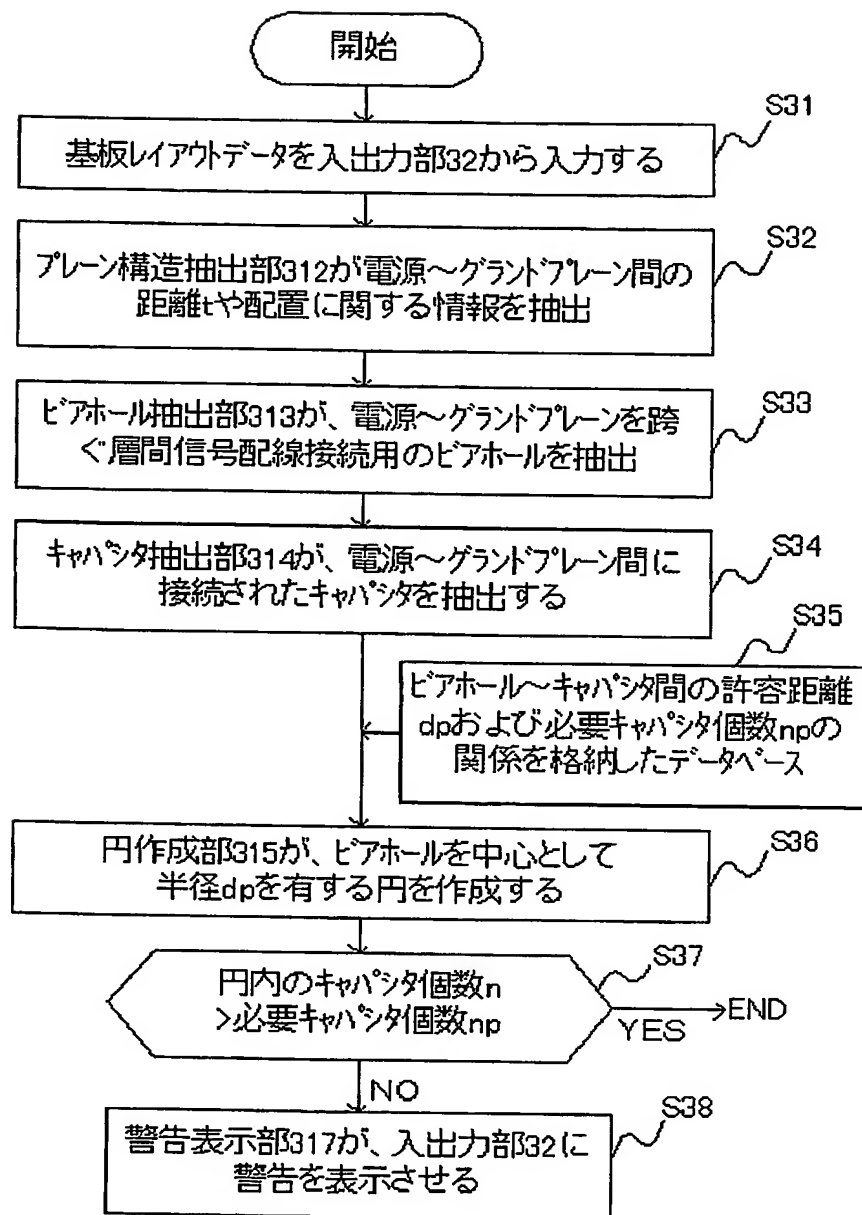 開始
S31
基板レイアウトデータを入出力部32から入力する
S32
プレーン構造抽出部312が電源～グランドプレーン間の
距離tや配置に関する情報を抽出
S33
ビアホール抽出部313が、電源～グランドプレーンを跨
ぐ層間信号配線接続用のビアホールを抽出
S34
キャパシタ抽出部314が、電源～グランドプレーン間に
接続されたキャパシタを抽出する
S35
ビアホール～キャパシタ間の許容距離
dpおよび必要キャパシタ個数npの
関係を格納したデータベース
S36
円作成部315が、ビアホールを中心として
半径dpを有する円を作成する
S37
円内のキャパシタ個数n
>必要キャパシタ個数np
YES
END
NO
S38
警告表示部317が、入出力部32に
警告を表示させる